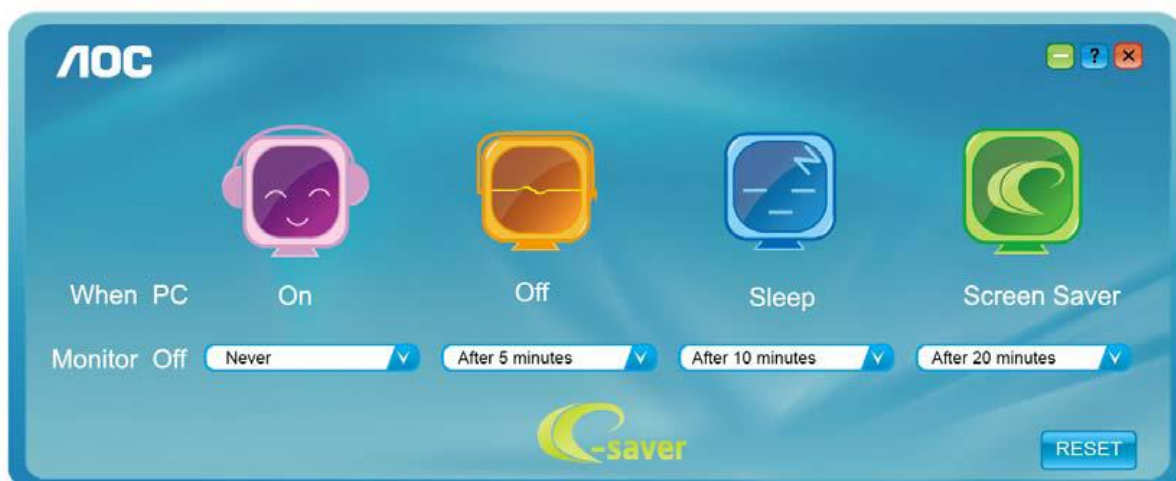 AOC
?
When PC On Off Sleep Screen Saver
Monitor Off Never After 5 minutes After 10 minutes After 20 minutes
e-saver
RESET